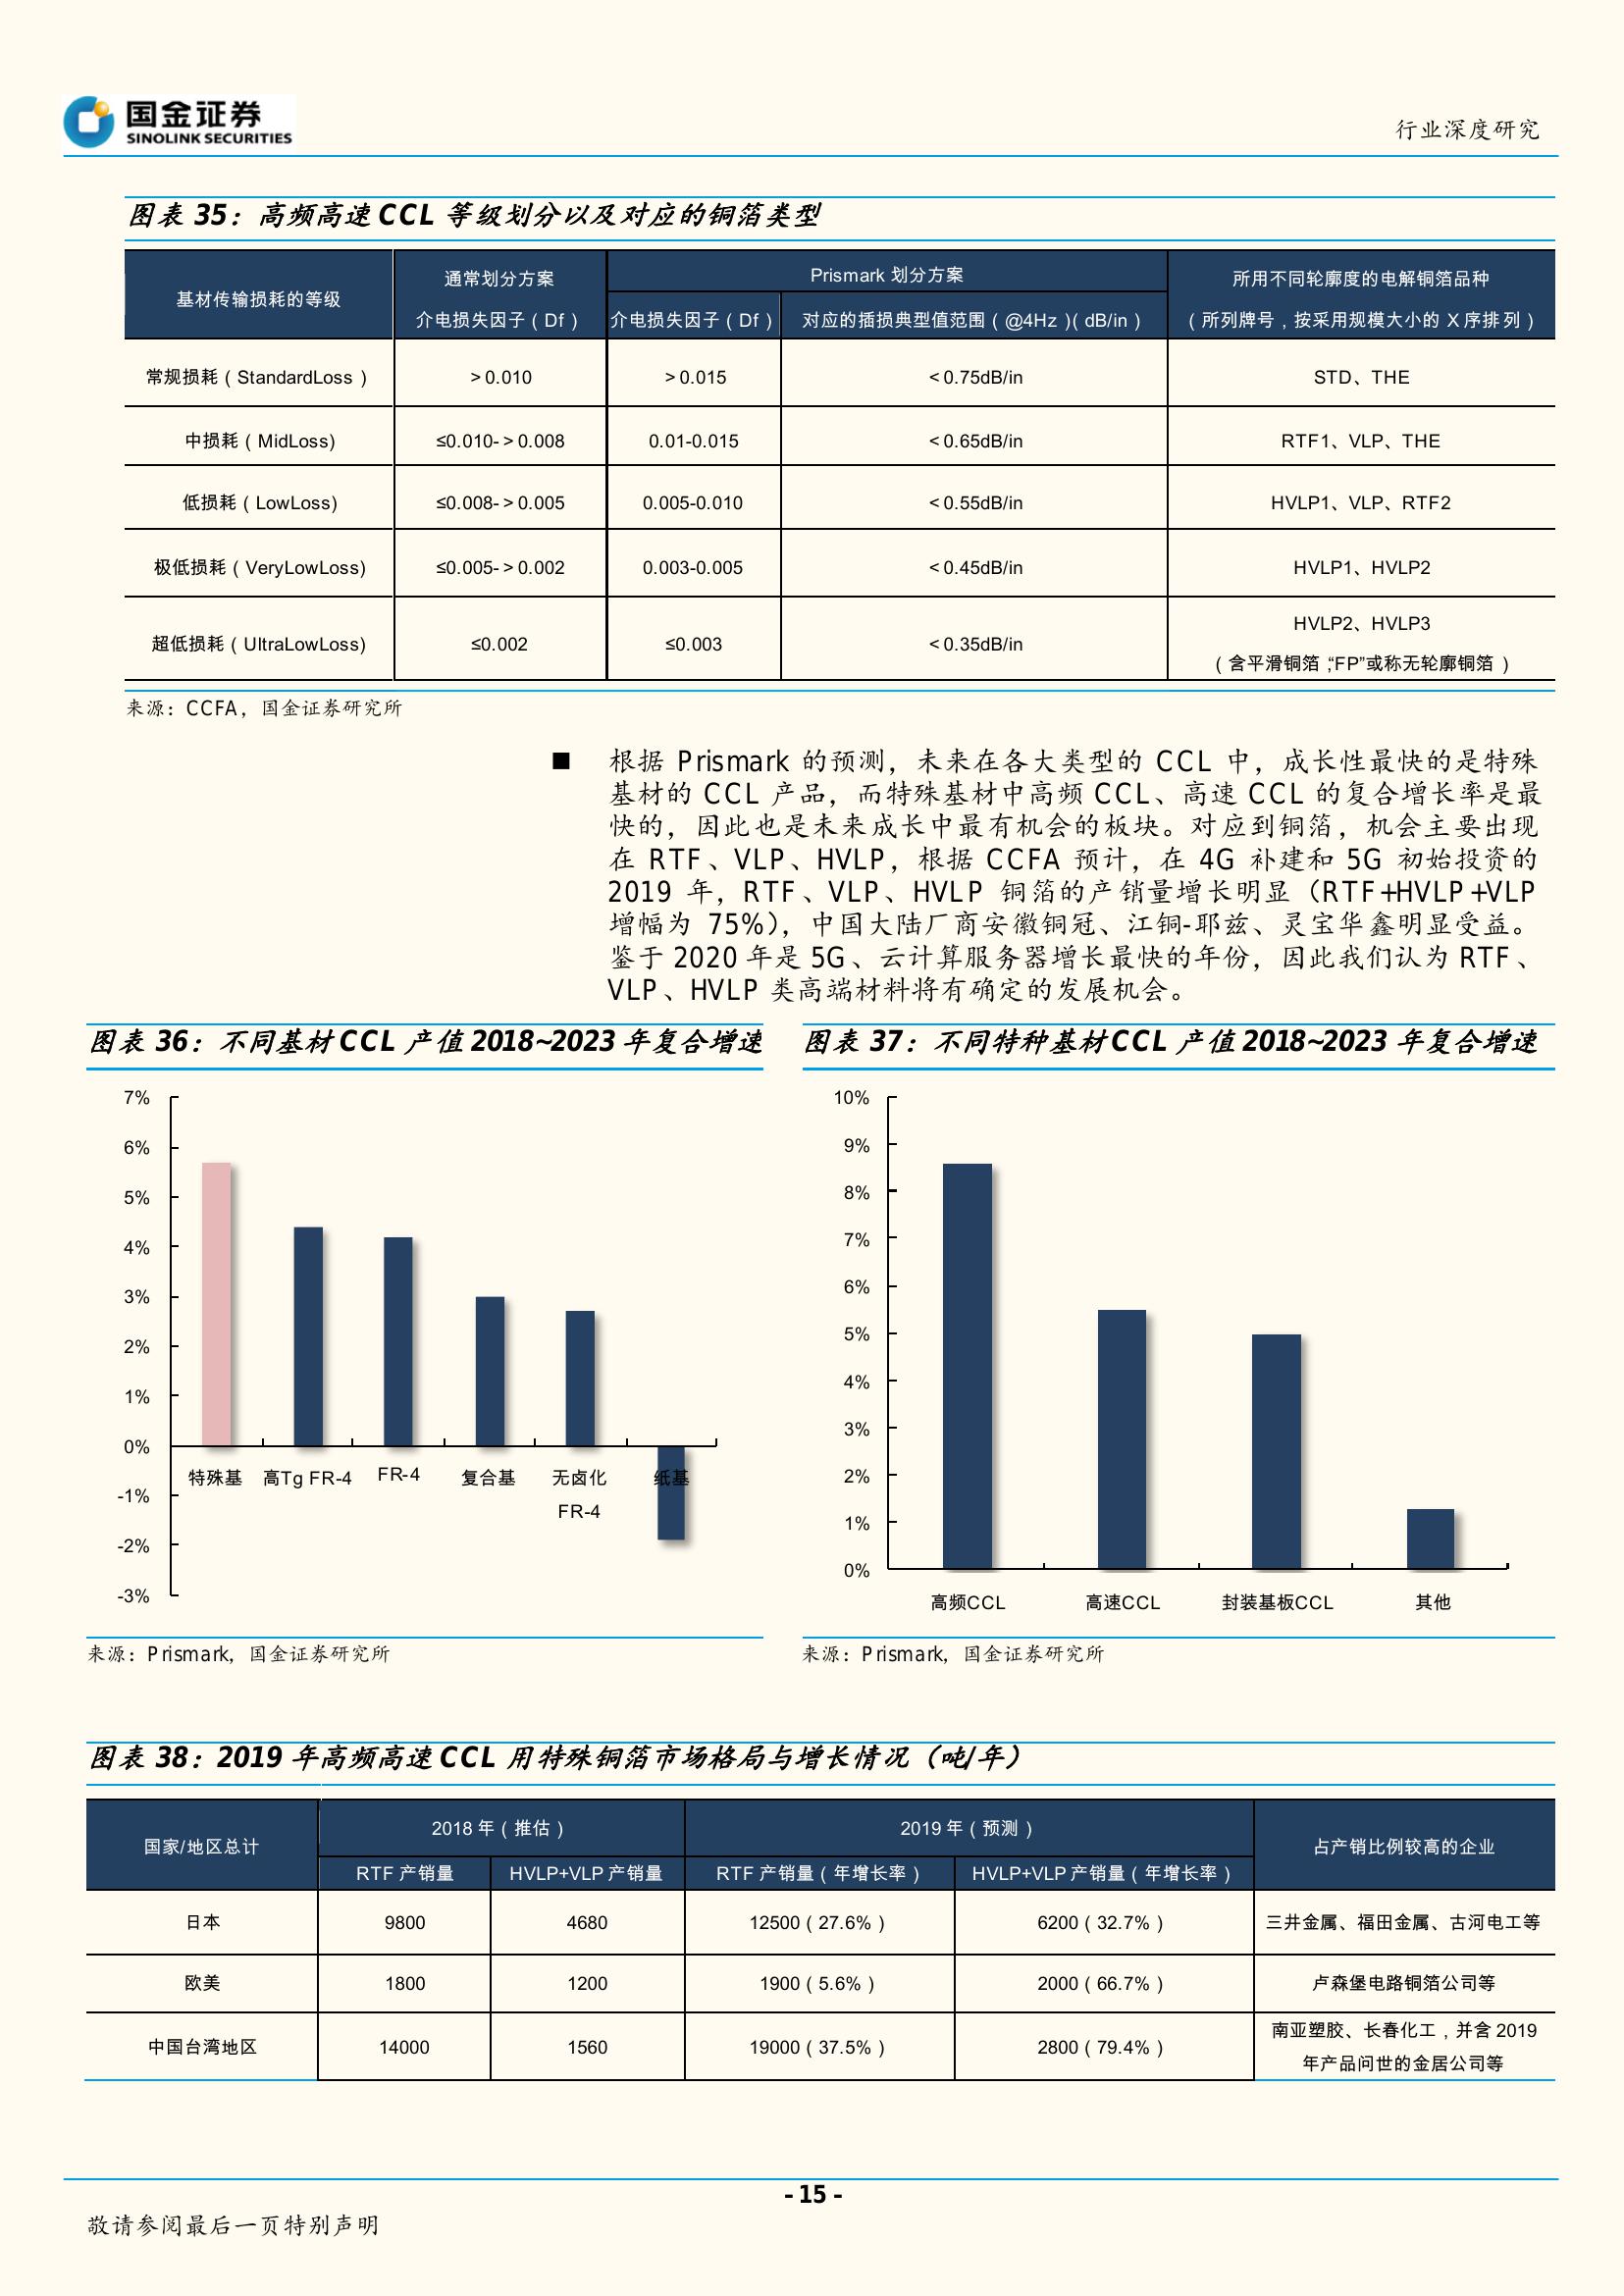 国金证券
SINOLINK SECURITIES
行业深度研究
图表 35：高频高速 CCL 等级划分以及对应的铜箔类型
基材传输损耗的等级
通常划分方案
介电损失因子（Df）
Prismark 划分方案
介电损失因子（Df）
对应的插损典型值范围（@4Hz）（dB/in）
所用不同轮廓度的电解铜箔品种
（所列牌号，按采用规模大小的 X 序排列）
常规损耗（StandardLoss） ＞0.010 ＞0.015 ＜0.75dB/in STD、THE
中损耗（MidLoss) ≤0.010-＞0.008 0.01-0.015 ＜0.65dB/in RTF1、VLP、THE
低损耗（LowLoss) ≤0.008-＞0.005 0.005-0.010 ＜0.55dB/in HVLP1、VLP、RTF2
极低损耗（VeryLowLoss) ≤0.005-＞0.002 0.003-0.005 ＜0.45dB/in HVLP1、HVLP2
超低损耗（UltraLowLoss) ≤0.002 ≤0.003 ＜0.35dB/in HVLP2、HVLP3
（含平滑铜箔，“FP”或称无轮廓铜箔）
来源：CCFA，国金证券研究所
■ 根据 Prismark 的预测，未来在各大类型的 CCL 中，成长性最快的是特殊
基材的 CCL 产品，而特殊基材中高频 CCL、高速 CCL 的复合增长率是最
快的，因此也是未来成长中最有机会的板块。对应到铜箔，机会主要出现
在 RTF、VLP、HVLP，根据 CCFA 预计，在 4G 补建和 5G 初始投资的
2019 年，RTF、VLP、HVLP 铜箔的产销量增长明显（RTF+HVLP+VLP
增幅为 75%），中国大陆厂商安徽铜冠、江铜-耶兹、灵宝华鑫明显受益。
鉴于 2020 年是 5G、云计算服务器增长最快的年份，因此我们认为 RTF、
VLP、HVLP 类高端材料将有确定的发展机会。
图表 36：不同基材 CCL 产值 2018~2023 年复合增速
7%
6%
5%
4%
3%
2%
1%
0%
-1%
-2%
-3%
特殊基 高Tg FR-4 FR-4 复合基 无卤化 纸基
FR-4
来源：Prismark，国金证券研究所
图表 37：不同特种基材CCL 产值 2018~2023 年复合增速
10%
9%
8%
7%
6%
5%
4%
3%
2%
1%
0%
高频CCL 高速CCL 封装基板CCL 其他
来源：Prismark，国金证券研究所
图表 38：2019 年高频高速 CCL 用特殊铜箔市场格局与增长情况（吨/年）
国家/地区总计 2018 年（推估） 2019 年（预测） 占产销比例较高的企业
RTF 产销量 HVLP+VLP 产销量 RTF 产销量（年增长率） HVLP+VLP 产销量（年增长率）
日本 9800 4680 12500（27.6%） 6200（32.7%） 三井金属、福田金属、古河电工等
欧美 1800 1200 1900（5.6%） 2000（66.7%） 卢森堡电路铜箔公司等
中国台湾地区 14000 1560 19000（37.5%） 2800（79.4%） 南亚塑胶、长春化工，并含 2019
年产品问世的金居公司等
- 15 -
敬请参阅最后一页特别声明